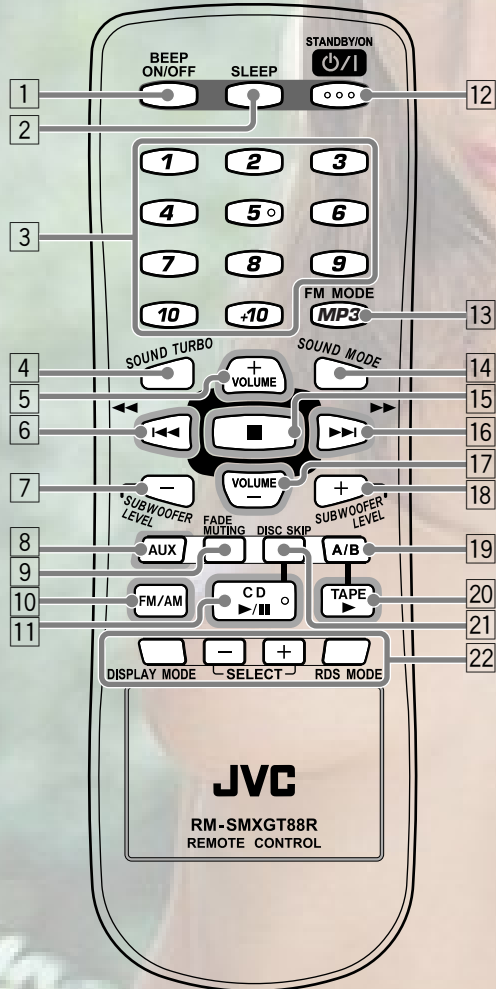 STANDBY/ON
BEEP ON/OFF SLEEP
1
2
12
1 2 3
4 5 6
3
7 8 9
FM MODE
10 +10 MP3
13
4
SOUND TURBO
SOUND MODE
14
5
+
VOLUME
15
6
16
VOLUME
−
17
7
−
SUBWOOFER LEVEL
+
SUBWOOFER LEVEL
18
FADE MUTING
DISC SKIP
8
AUX
A/B
19
9
10
FM/AM
CD
TAPE
20
11
21
− +
22
DISPLAY MODE SELECT RDS MODE
JVC
RM-SMXGT88R
REMOTE CONTROL